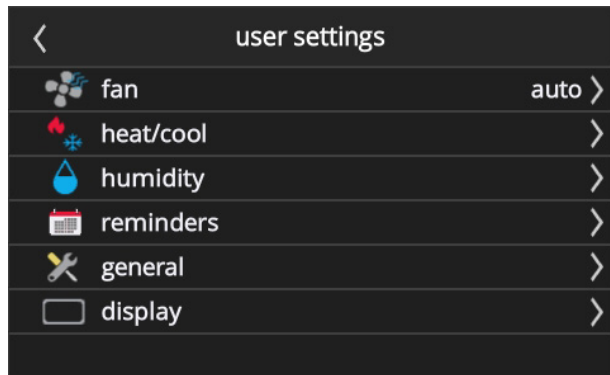 user settings
fan auto
heat/cool
humidity
reminders
general
display